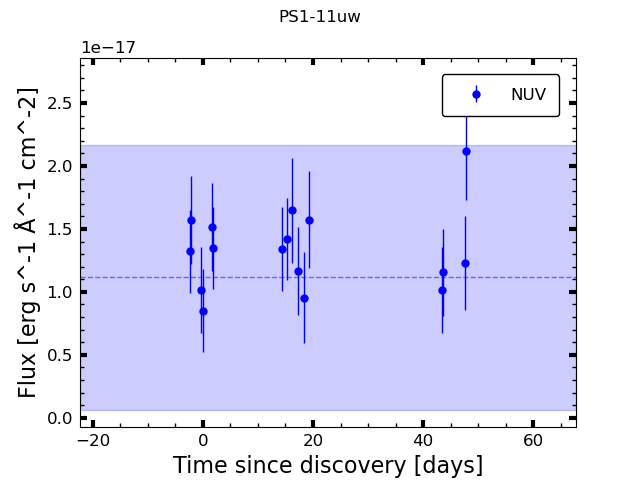 PS1-11uw
1e−17
NUV
2.5
2.0
1.5
1.0
0.5
0.0
Flux [erg s^-1 Å^-1 cm^-2]
−20 0 20 40 60
Time since discovery [days]